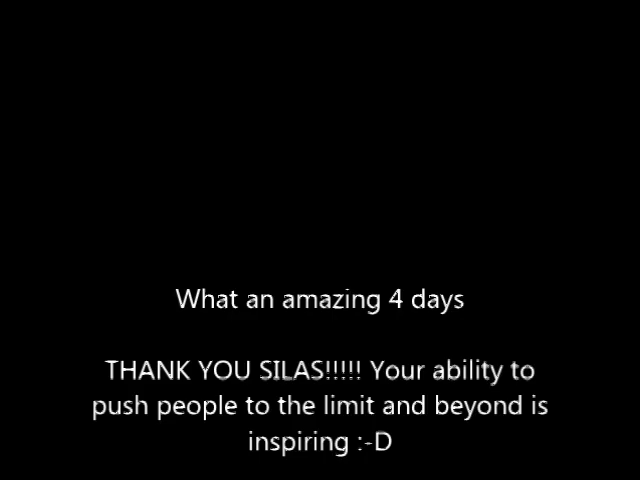 What an amazing 4 days
THANK YOU SILAS!!!!! Your ability to
push people to the limit and beyond is
inspiring :-D